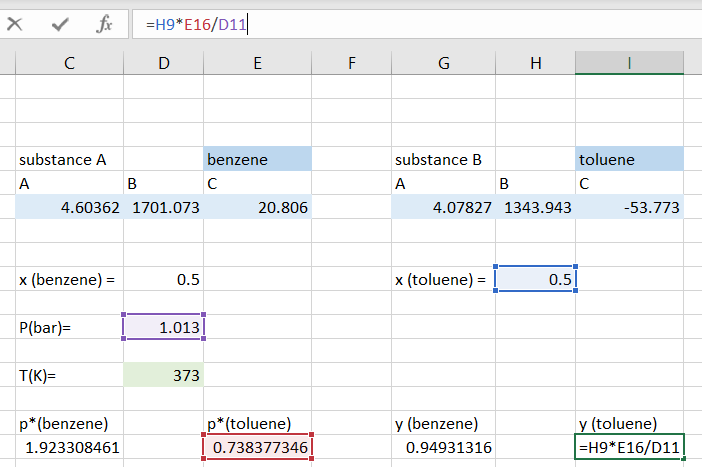 fx =H9*E16/D11
C D E F G H I
substance A benzene substance B toluene
A B C A B C
4.60362 1701.073 20.806 4.07827 1343.943 -53.773
x (benzene) = 0.5 x (toluene) = 0.5
P(bar)= 1.013
T(K)= 373
p*(benzene) p*(toluene) y (benzene) y (toluene)
1.923308461 0.738377346 0.94931316 =H9*E16/D11